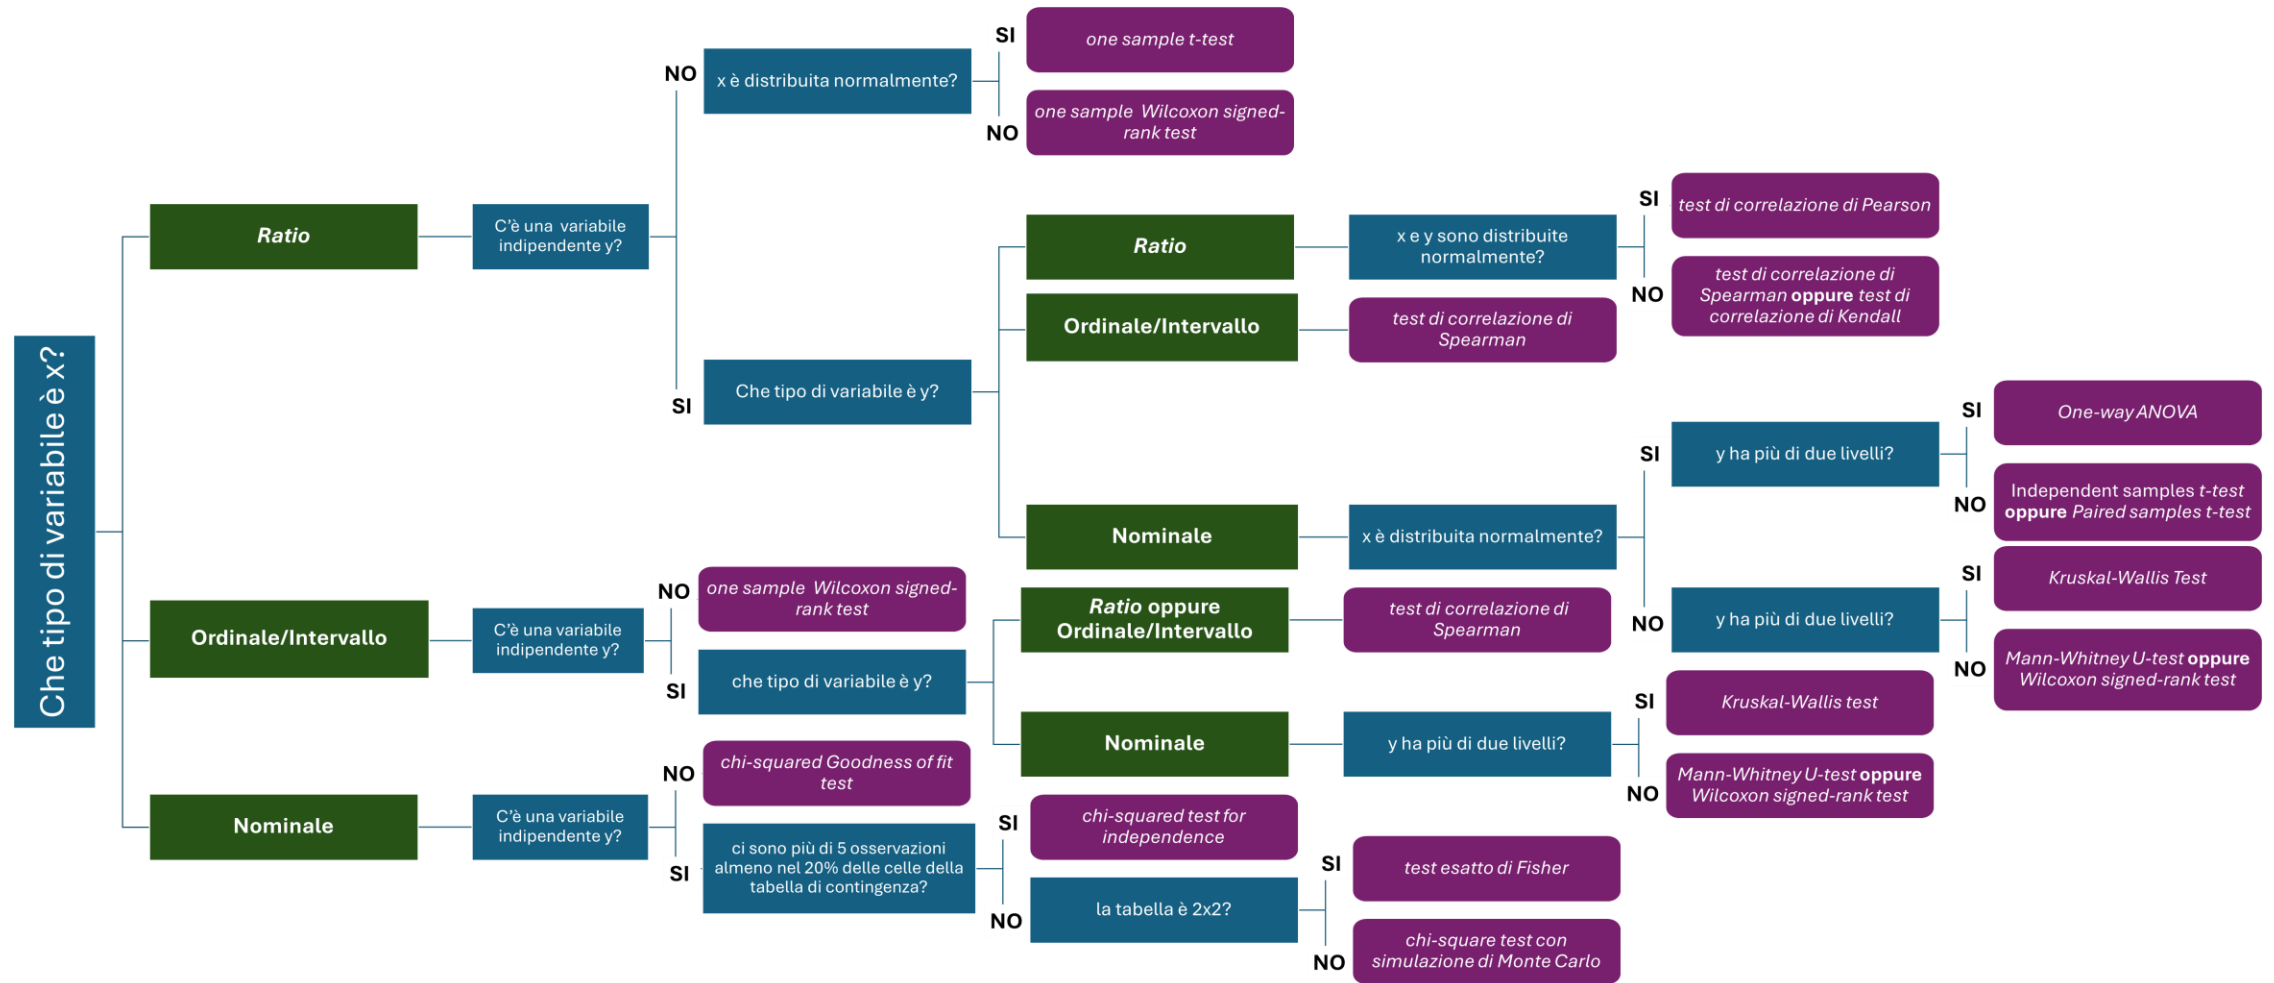 Che tipo di variabile è x?
Ratio
C'è una variabile
indipendente y?
NO
x è distribuita normalmente?
SI
one sample t-test
NO
one sample Wilcoxon signed-
rank test
SI
Che tipo di variabile è y?
Ratio
x e y sono distribuite
normalmente?
SI
test di correlazione di Pearson
NO
test di correlazione di
Spearman oppure test di
correlazione di Kendall
Ordinale/Intervallo
test di correlazione di
Spearman
Nominale
x è distribuita normalmente?
SI
y ha più di due livelli?
SI
One-way ANOVA
NO
Independent samples t-test
oppure Paired samples t-test
NO
y ha più di due livelli?
SI
Kruskal-Wallis Test
NO
Mann-Whitney U-test oppure
Wilcoxon signed-rank test
Ordinale/Intervallo
C'è una variabile
indipendente y?
NO
one sample Wilcoxon signed-
rank test
SI
che tipo di variabile è y?
Ratio oppure
Ordinale/Intervallo
test di correlazione di
Spearman
Nominale
y ha più di due livelli?
SI
Kruskal-Wallis test
NO
Mann-Whitney U-test oppure
Wilcoxon signed-rank test
Nominale
C'è una variabile
indipendente y?
NO
chi-squared Goodness of fit
test
SI
ci sono più di 5 osservazioni
almeno nel 20% delle celle della
tabella di contingenza?
SI
chi-squared test for
independence
NO
la tabella è 2x2?
SI
test esatto di Fisher
NO
chi-square test con
simulazione di Monte Carlo